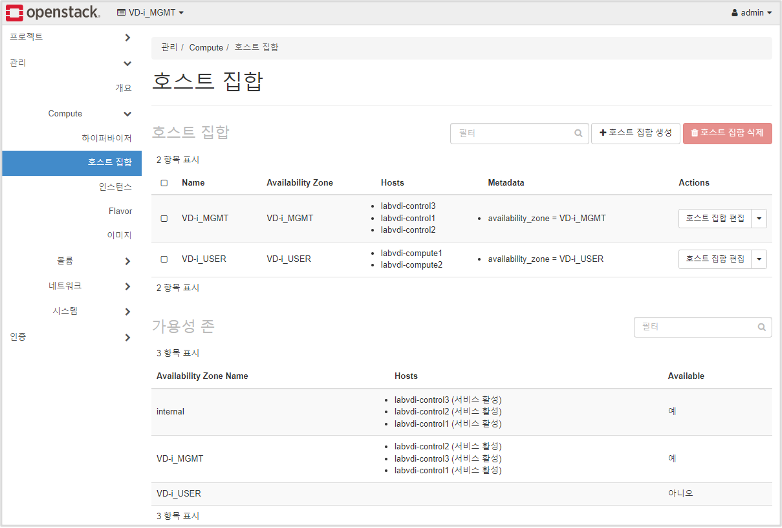 openstack. VD-i_MGMT admin
프로젝트
관리
개요
Compute
하이퍼바이저
호스트 집합
인스턴스
Flavor
이미지
볼륨
네트워크
시스템
인증
관리 / Compute / 호스트 집합
호스트 집합
호스트 집합 필터 +호스트 집합 생성 호스트 집합 삭제
2 항목 표시
Name Availability Zone Hosts Metadata Actions
VD-i_MGMT VD-i_MGMT • labvdi-control3 • availability_zone = VD-i_MGMT 호스트 집합 편집
• labvdi-control1
• labvdi-control2
VD-i_USER VD-i_USER • labvdi-compute1 • availability_zone = VD-i_USER 호스트 집합 편집
• labvdi-compute2
2 항목 표시
가용성 존 필터
3 항목 표시
Availability Zone Name Hosts Available
internal • labvdi-control3 (서비스 활성) 예
• labvdi-control2 (서비스 활성)
• labvdi-control1 (서비스 활성)
VD-i_MGMT • labvdi-control2 (서비스 활성) 예
• labvdi-control3 (서비스 활성)
• labvdi-control1 (서비스 활성)
VD-i_USER 아니오
3 항목 표시